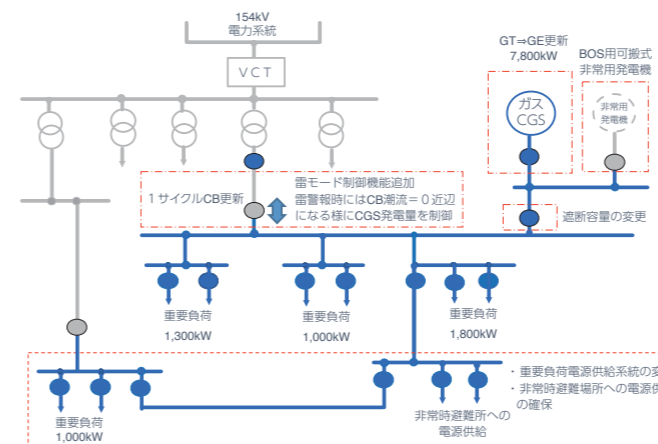 154kV
電力系統
VCT
GT⇒GE更新
7,800kW
BOS用可搬式
非常用発電機
ガス
CGS
非常用
発電機
1サイクルCB更新
雷モード制御機能追加
雷警報時にはCB潮流＝０近辺
になる様にCGS発電量を制御
遮断容量の変更
重要負荷
1,300kW
重要負荷
1,000kW
重要負荷
1,800kW
・重要負荷電源供給系統の変
・非常時避難場所への電源供
の確保
重要負荷
1,000kW
非常時避難所への
電源供給